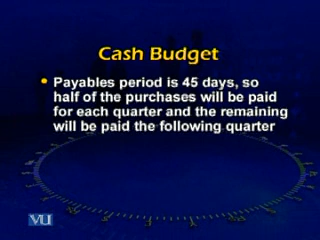 Cash Budget
• Payables period is 45 days, so
half of the purchases will be paid
for each quarter and the remaining
will be paid the following quarter
VU